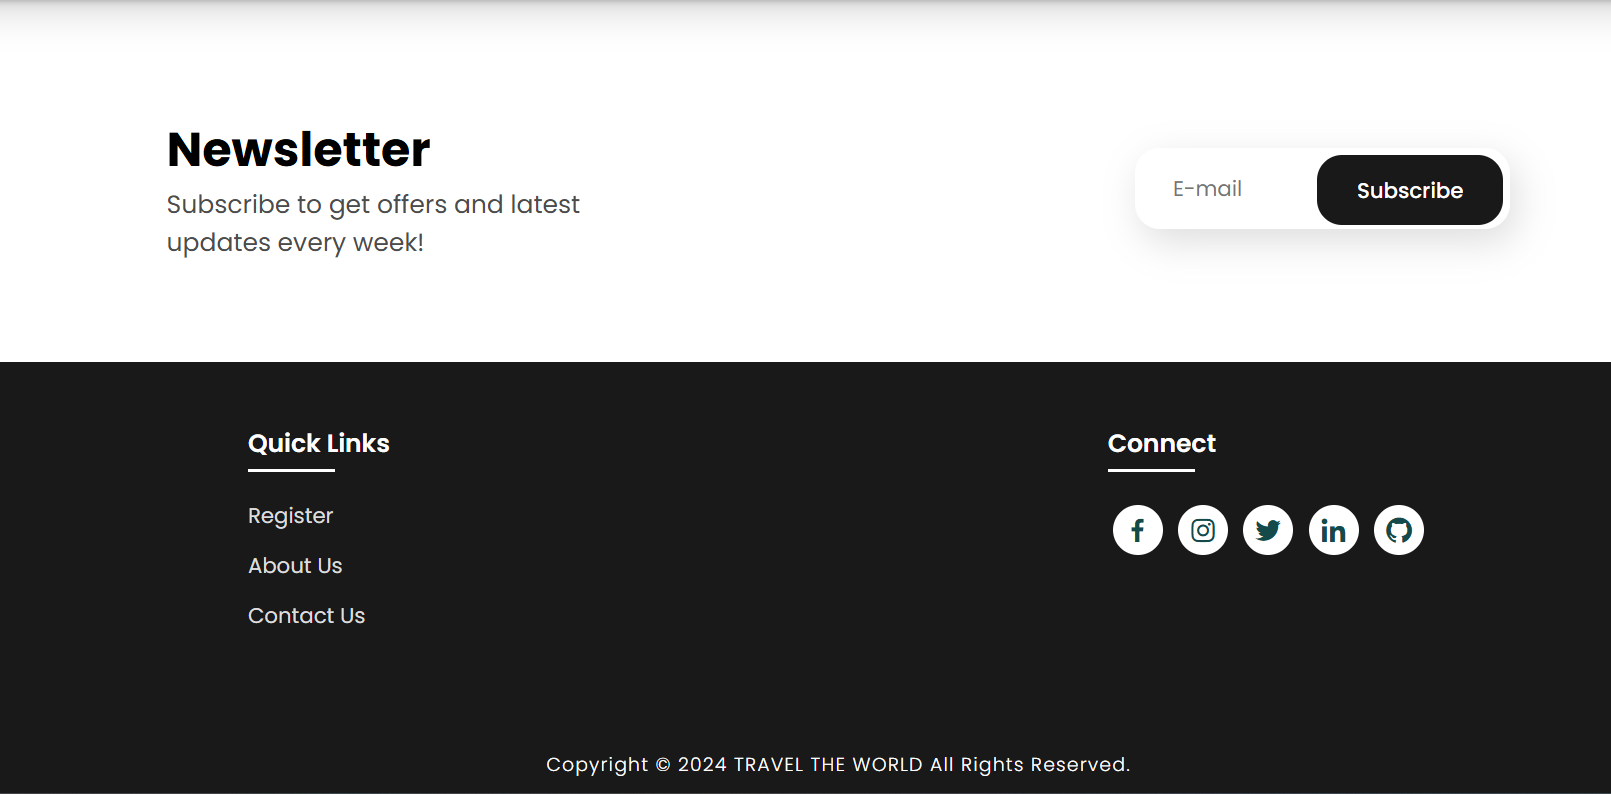 Newsletter
Subscribe to get offers and latest
updates every week!
E-mail
Subscribe
Quick Links
Register
About Us
Contact Us
Connect
Copyright © 2024 TRAVEL THE WORLD All Rights Reserved.